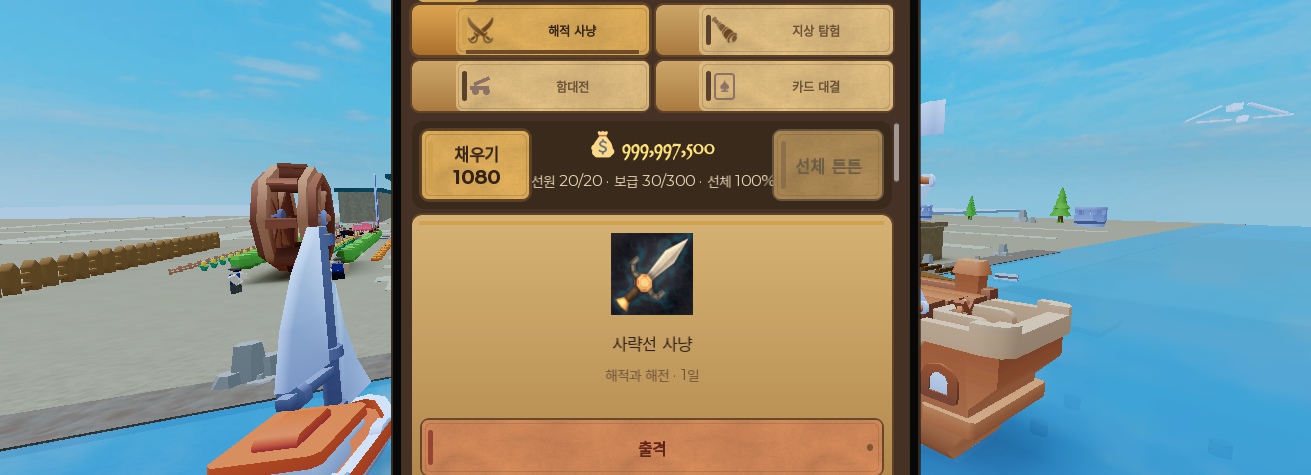 해적 사냥
지상 탐험
함대전
카드 대결
채우기
1080
$ 999,997,500
선원 20/20 · 보급 30/300 · 선체 100%
선체 튼튼
사략선 사냥
해적과 해전 · 1일
출격